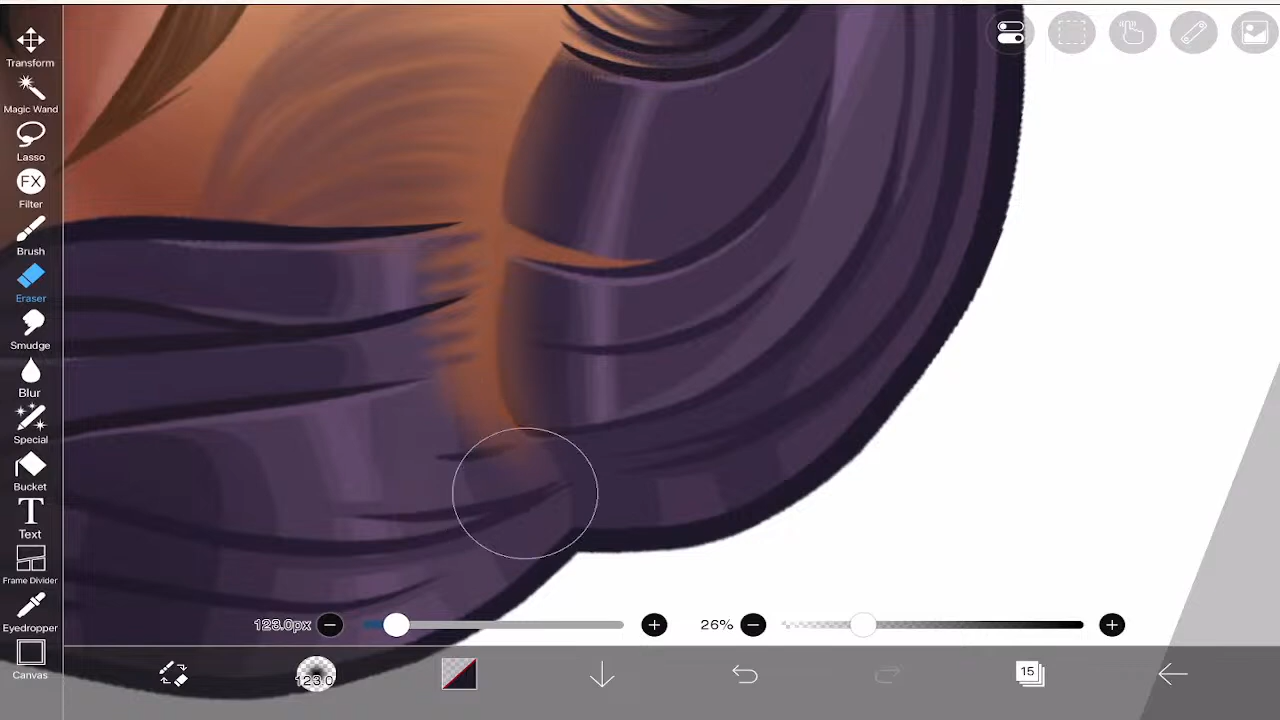 Transform
Magic Wand
Lasso
FX
Filter
Brush
Eraser
Smudge
Blur
Special
Bucket
T
Text
Frame Divider
Eyedropper
Canvas
123.0px
26%
123.0
15